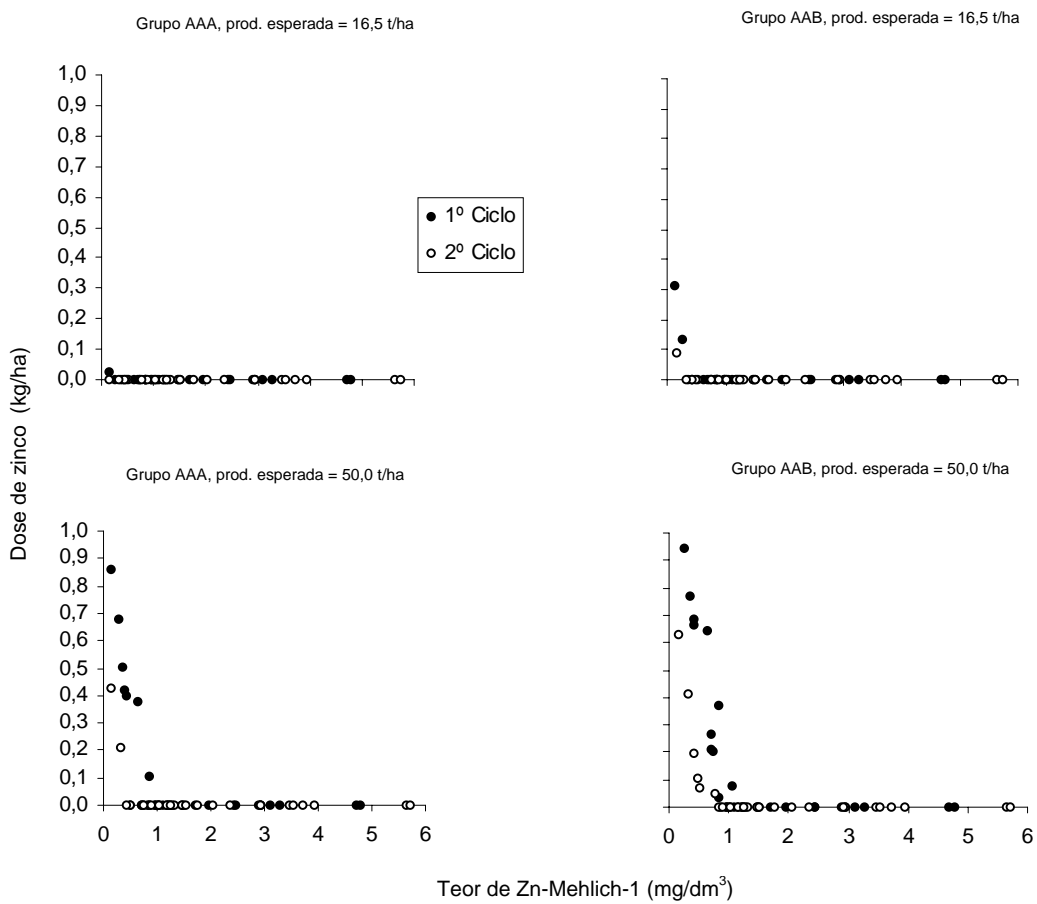 Grupo AAA, prod. esperada = 16,5 t/ha
Grupo AAB, prod. esperada = 16,5 t/ha
1,0
0,9
0,8
0,7
0,6
0,5
0,4
0,3
0,2
0,1
0,0
1º Ciclo
2º Ciclo
Dose de zinco (kg/ha)
Grupo AAA, prod. esperada = 50,0 t/ha
Grupo AAB, prod. esperada = 50,0 t/ha
1,0
0,9
0,8
0,7
0,6
0,5
0,4
0,3
0,2
0,1
0,0
0 1 2 3 4 5 6
0 1 2 3 4 5 6
Teor de Zn-Mehlich-1 (mg/dm³)